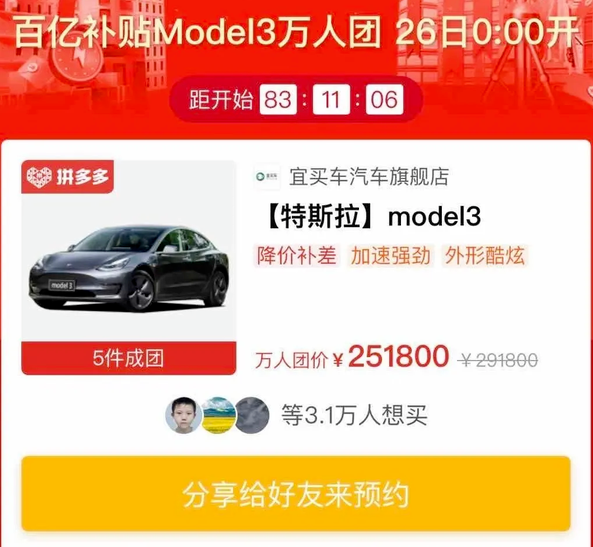 百亿补贴Model3万人团 26日0:00开
距开始 83 : 11 : 06
拼多多
宜买车汽车旗舰店
【特斯拉】model3
降价补差 加速强劲 外形酷炫
model 3
5件成团
万人团价¥251800 ¥291800
等3.1万人想买
分享给好友来预约